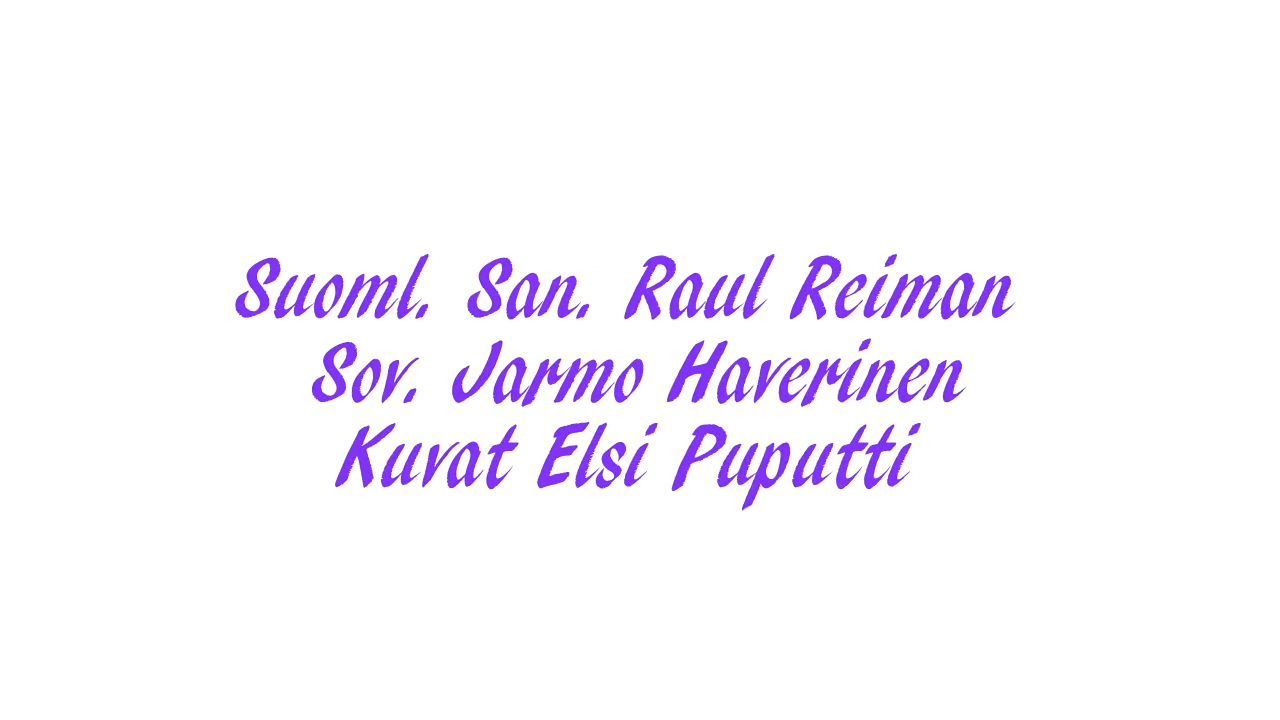 Suoml. San. Raul Reiman
Sov. Jarmo Haverinen
Kuvat Elsi Puputti